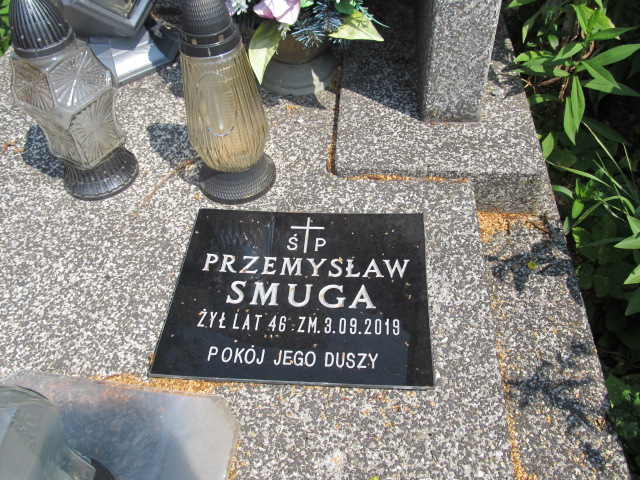 Ś P
PRZEMYSŁAW
SMUGA
ŻYŁ LAT 46 ZM. 3.09.2019
POKÓJ JEGO DUSZY